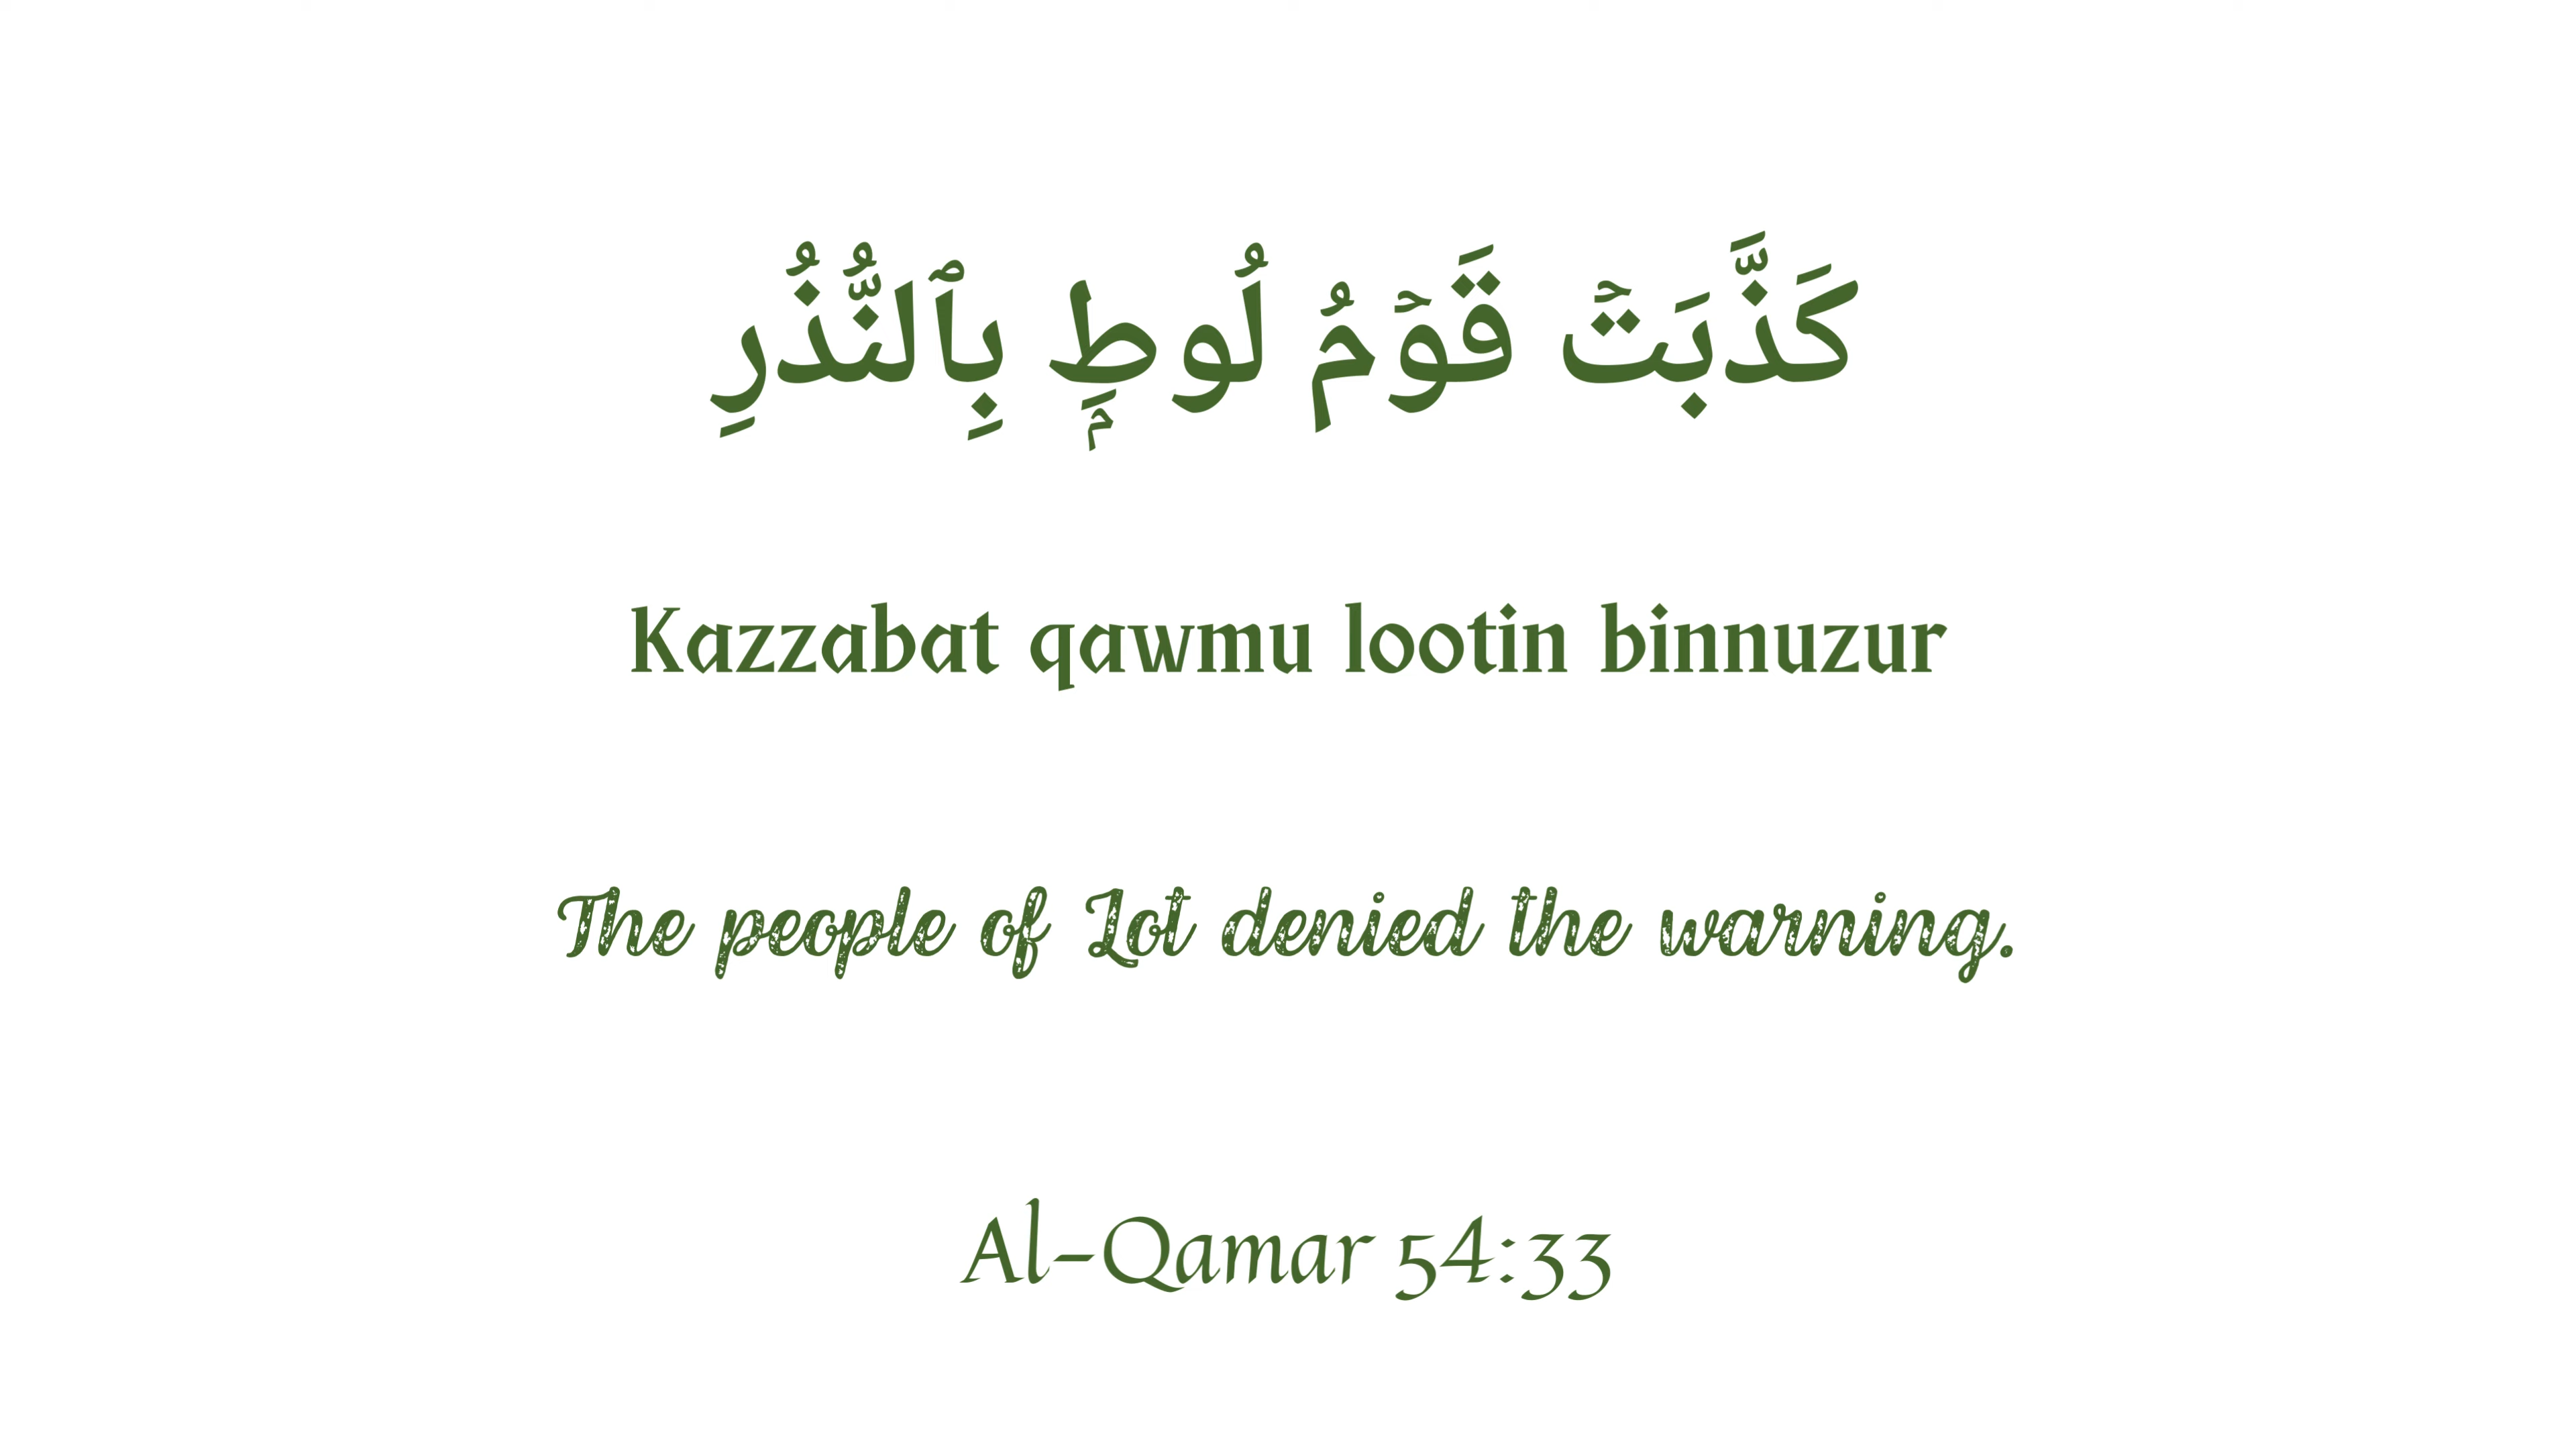 كَذَّبَتۡ قَوۡمُ لُوطِۭ بِٱلنُّذُرِ
Kazzabat qawmu lootin binnuzur
The people of Lot denied the warning.
Al-Qamar 54:33